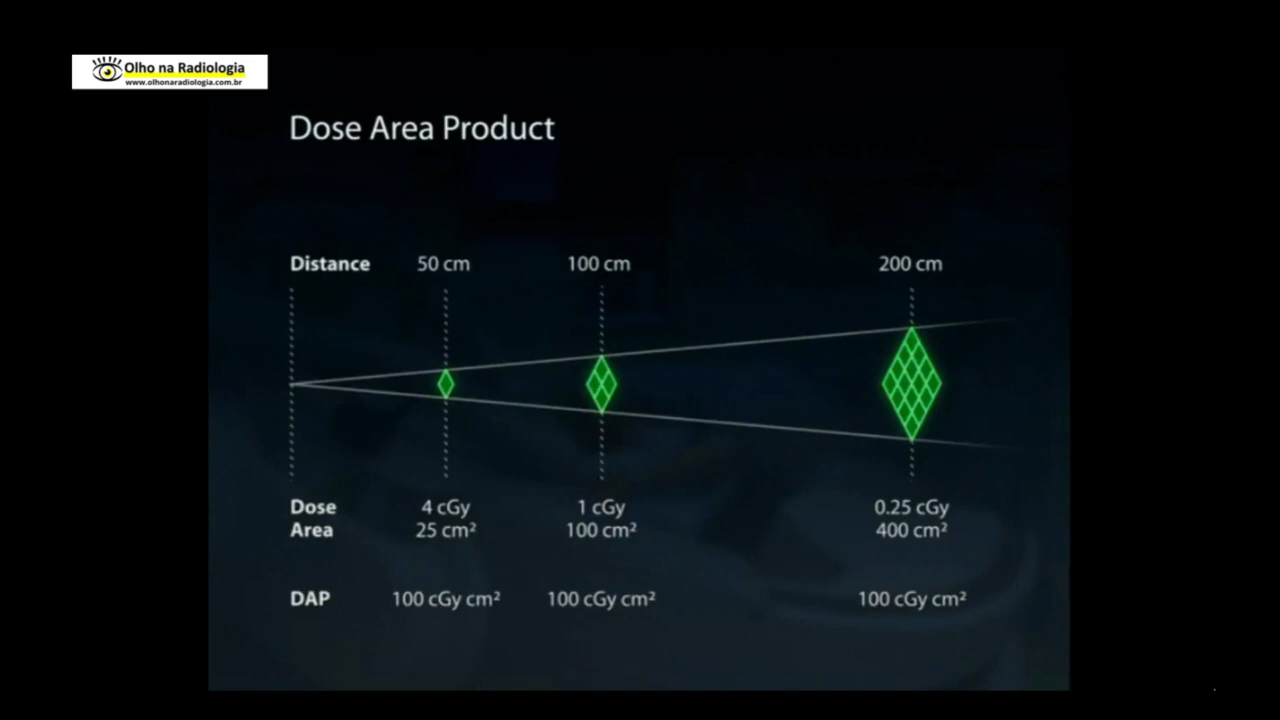 Olho na Radiologia
www.olhonaradiologia.com.br
Dose Area Product
Distance 50 cm 100 cm 200 cm
Dose 4 cGy 1 cGy 0.25 cGy
Area 25 cm² 100 cm² 400 cm²
DAP 100 cGy cm² 100 cGy cm² 100 cGy cm²